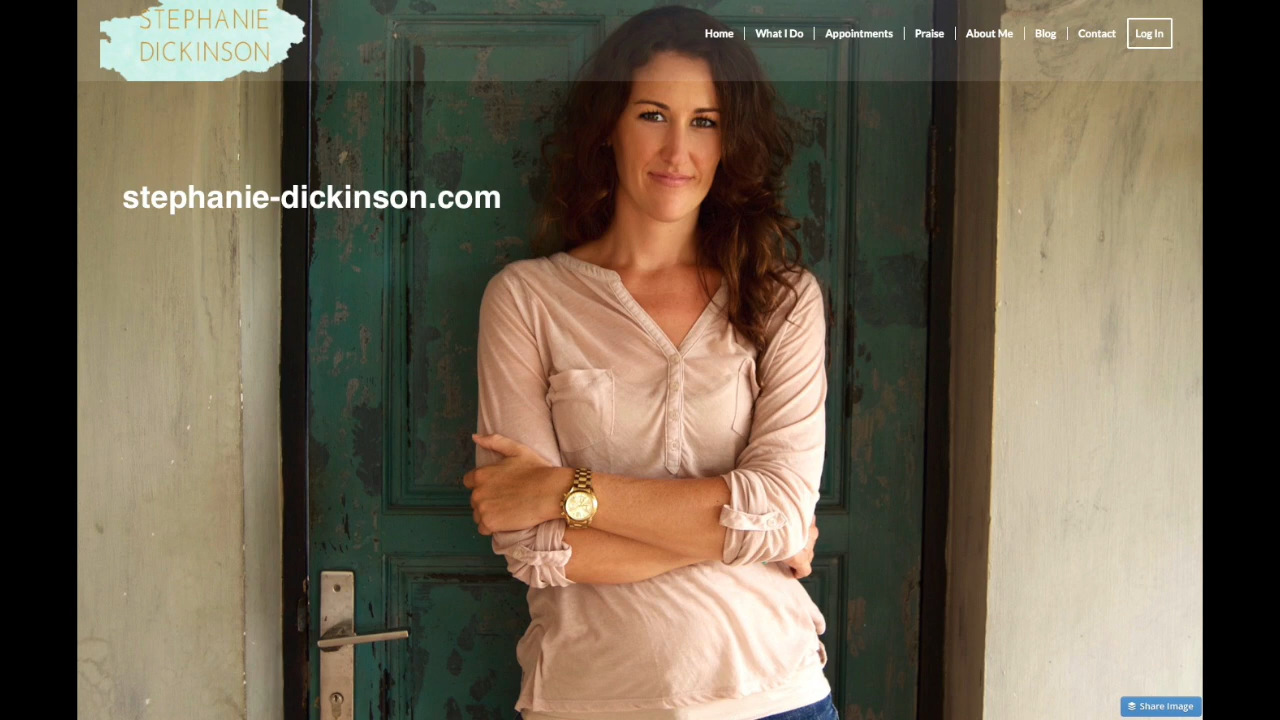 STEPHANIE
DICKINSON
Home
What I Do
Appointments
Praise
About Me
Blog
Contact
Log In
stephanie-dickinson.com
Share Image